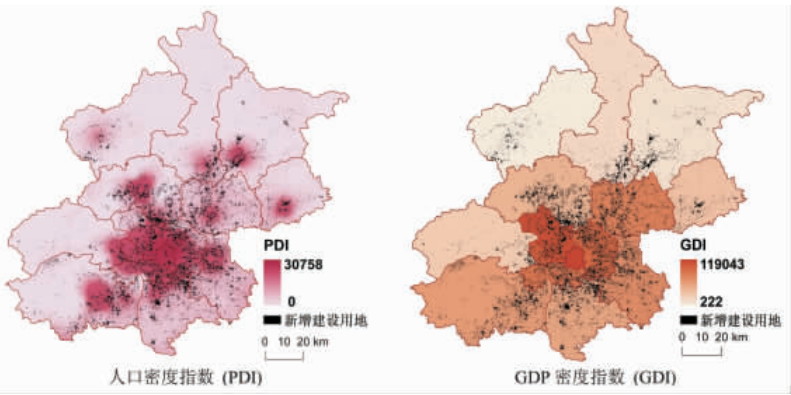 PDI
30758
0
新增建设用地
0 10 20 km
人口密度指数 (PDI)
GDI
119043
222
新增建设用地
0 10 20 km
GDP 密度指数 (GDI)